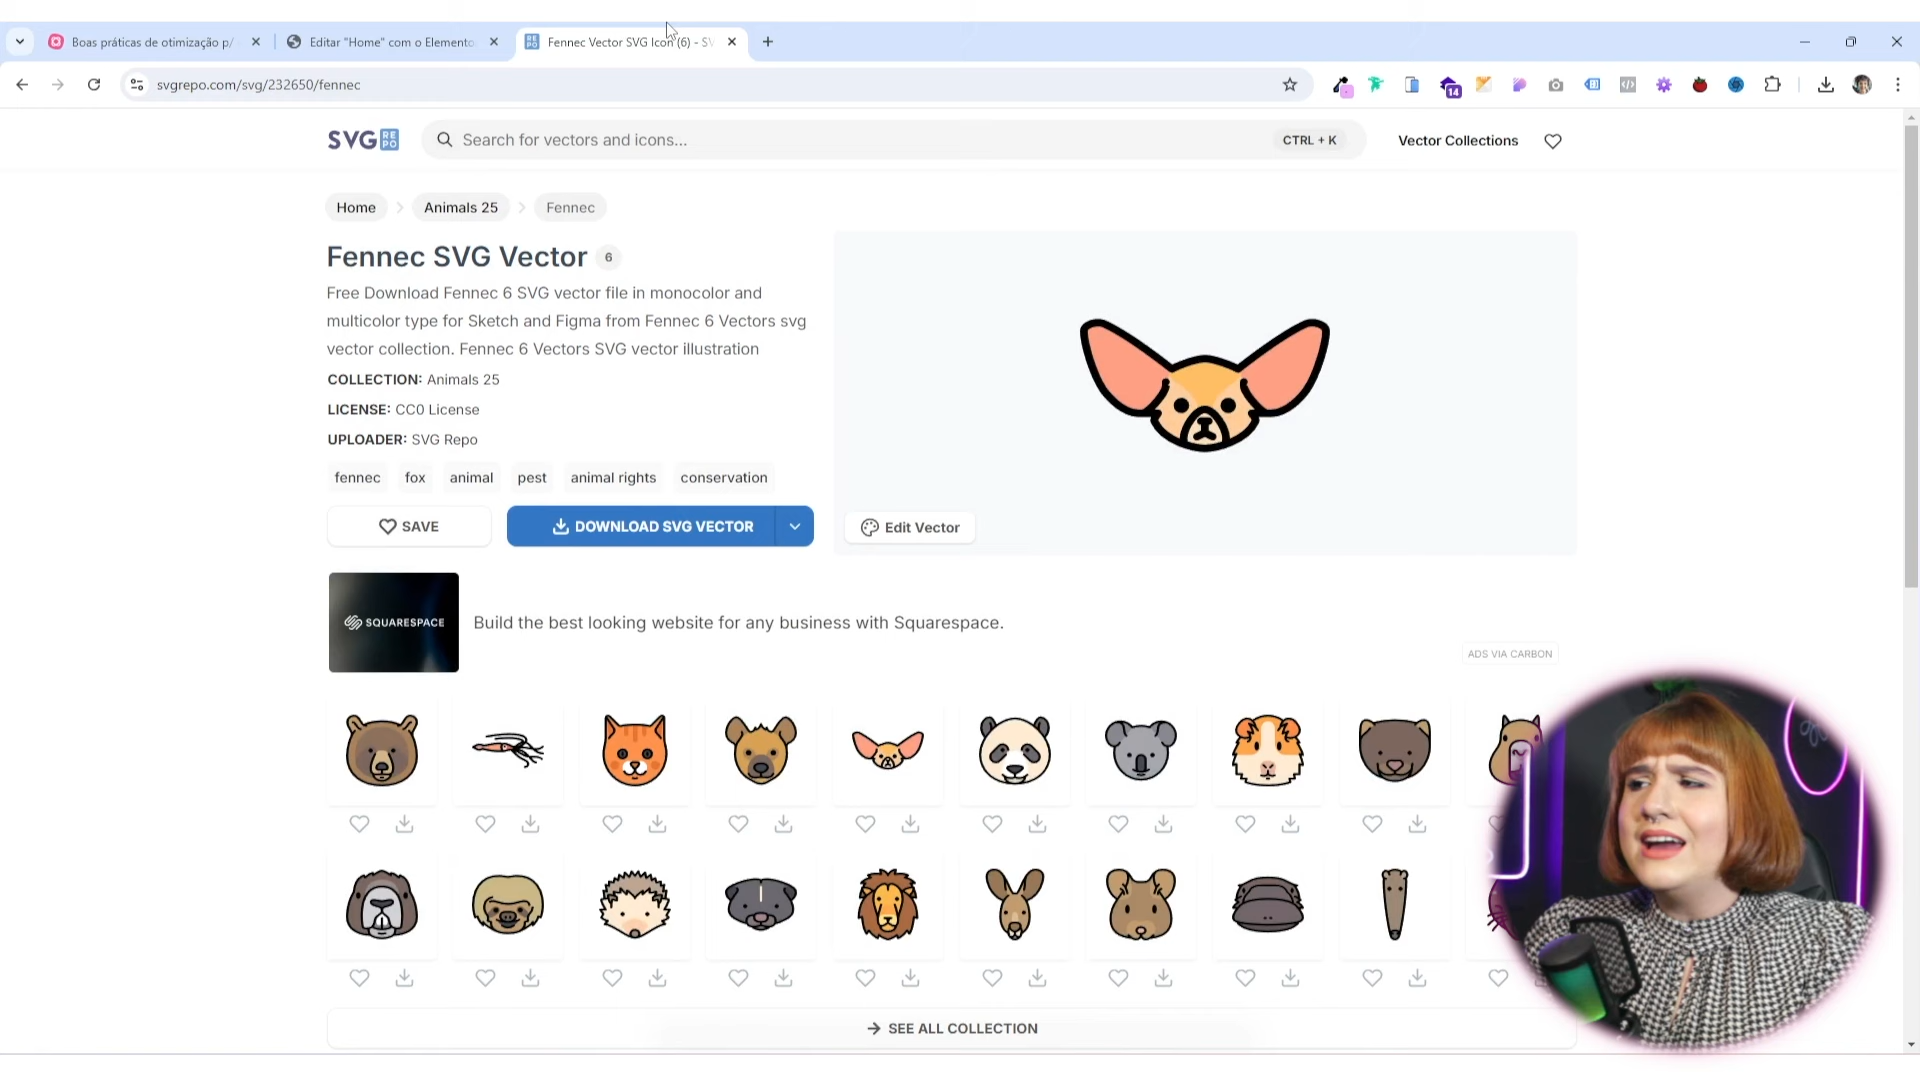 Boas práticas de otimização p/
Editar "Home" com o Elemento
Fennec Vector SVG Icon (6) - SV
svgrepo.com/svg/232650/fennec
14
SVG REPO
Search for vectors and icons...
CTRL + K
Vector Collections
Home
Animals 25
Fennec
Fennec SVG Vector 6
Free Download Fennec 6 SVG vector file in monocolor and
multicolor type for Sketch and Figma from Fennec 6 Vectors svg
vector collection. Fennec 6 Vectors SVG vector illustration
COLLECTION: Animals 25
LICENSE: CC0 License
UPLOADER: SVG Repo
fennec fox animal pest animal rights conservation
SAVE
DOWNLOAD SVG VECTOR
Edit Vector
SQUARESPACE
Build the best looking website for any business with Squarespace.
ADS VIA CARBON
SEE ALL COLLECTION